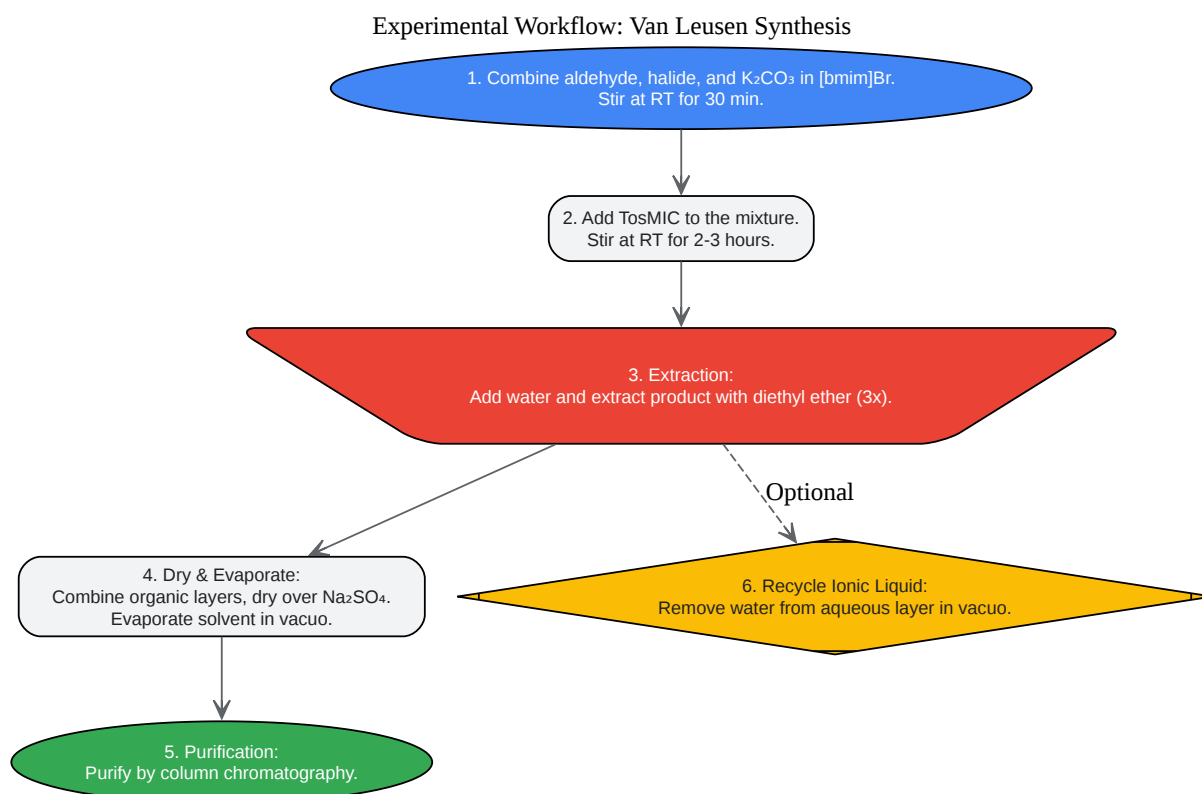 Experimental Workflow: Van Leusen Synthesis
1. Combine aldehyde, halide, and K₂CO₃ in [bmim]Br.
Stir at RT for 30 min.
2. Add TosMIC to the mixture.
Stir at RT for 2-3 hours.
3. Extraction:
Add water and extract product with diethyl ether (3x).
Optional
4. Dry & Evaporate:
Combine organic layers, dry over Na₂SO₄.
Evaporate solvent in vacuo.
6. Recycle Ionic Liquid:
Remove water from aqueous layer in vacuo.
5. Purification:
Purify by column chromatography.